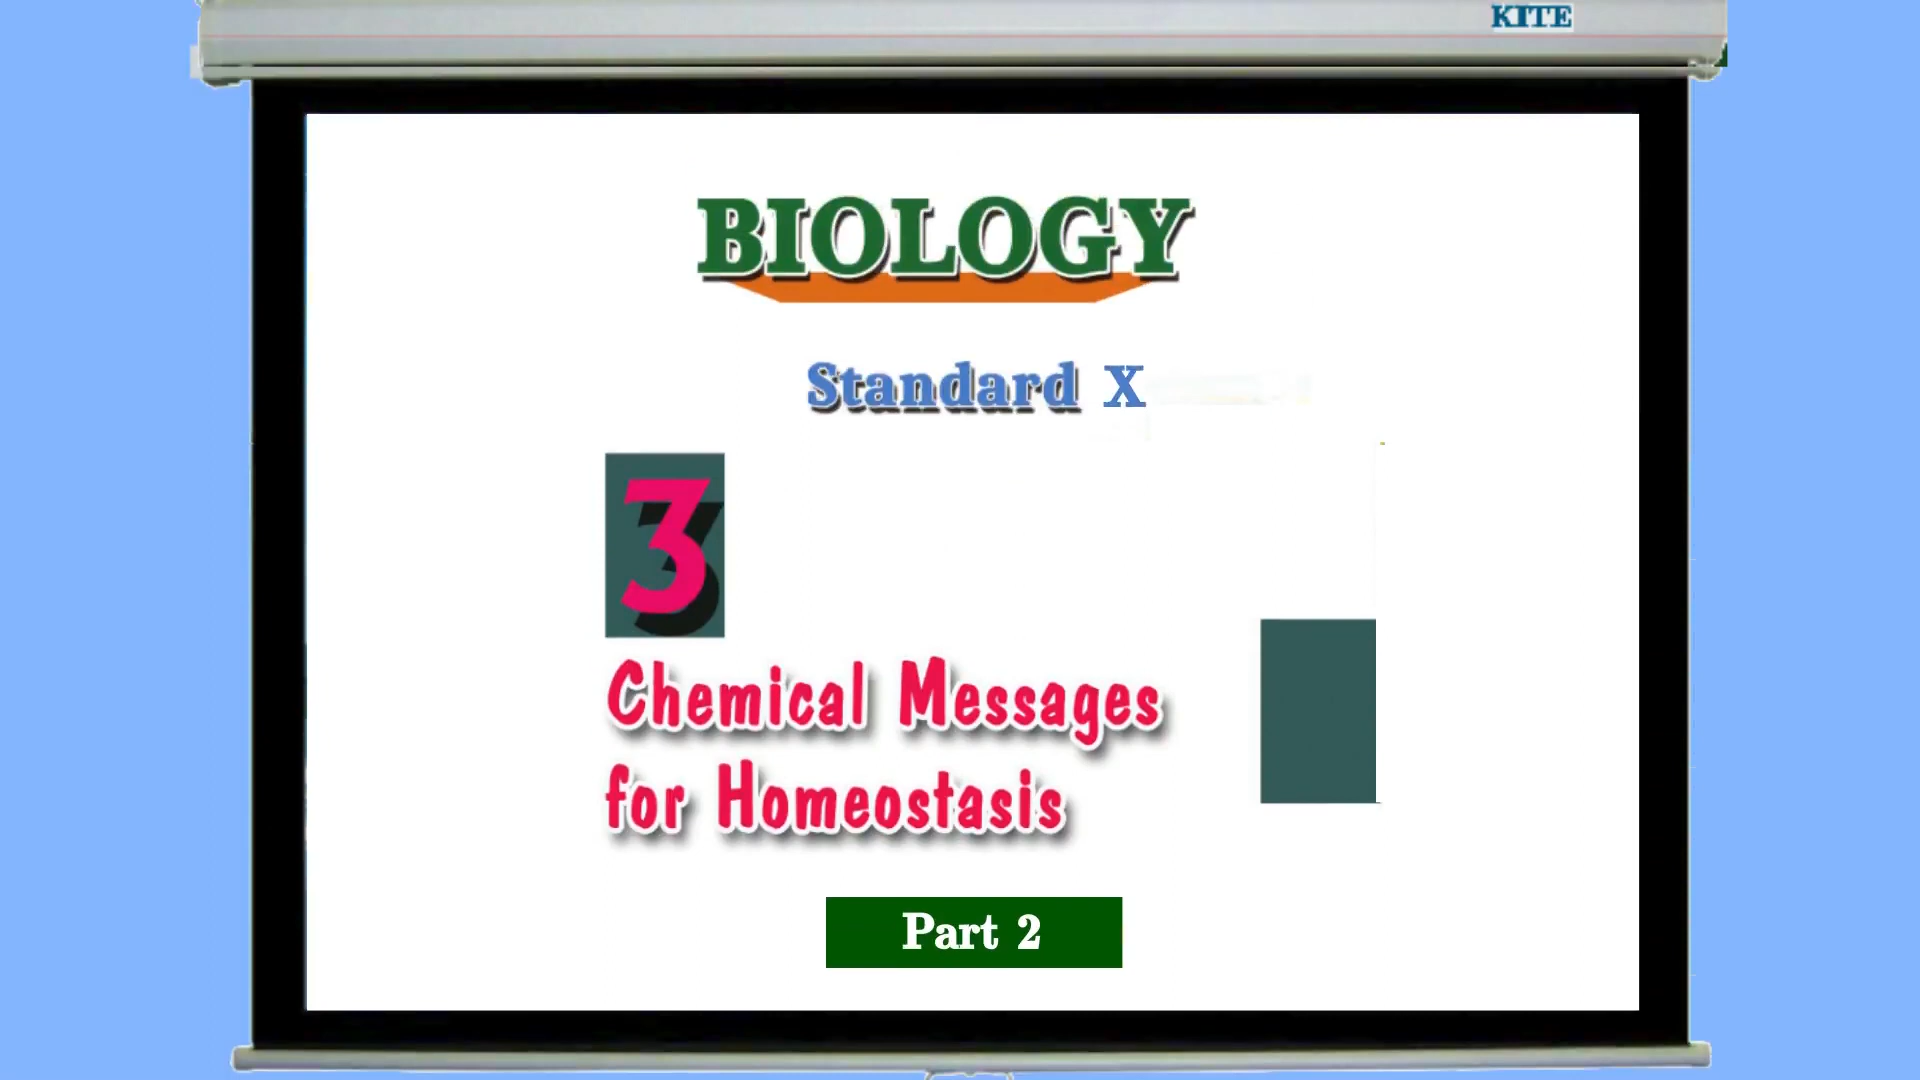 KITE
BIOLOGY
Standard X
3
Chemical Messages
for Homeostasis
Part 2